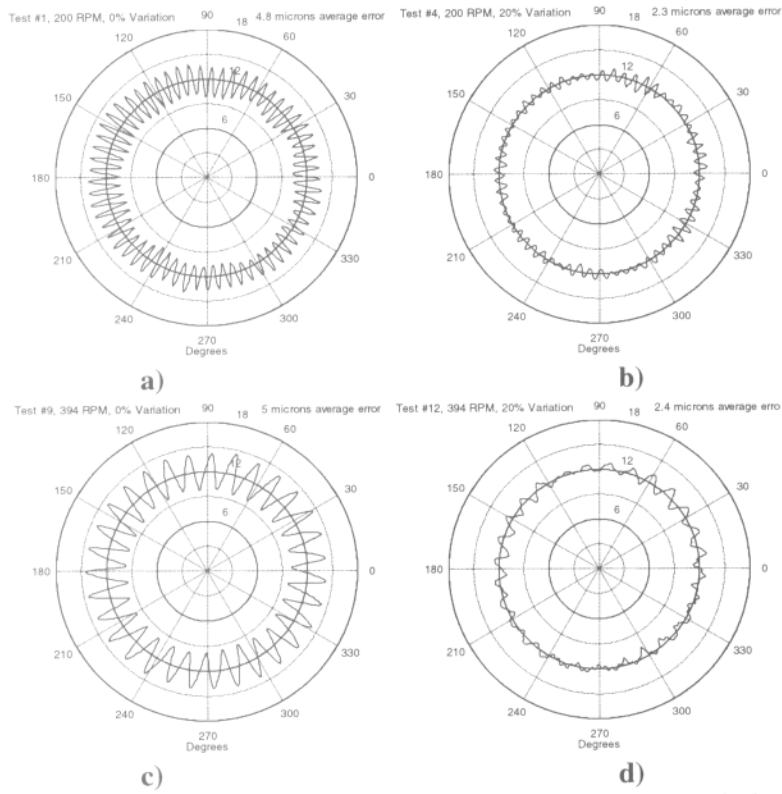 Test #1, 200 RPM, 0% Variation 90 18 4.8 microns average error
120 60
12
150 30
6
180 0
210 330
240 300
270
Degrees
a)
Test #4, 200 RPM, 20% Variation 90 18 2.3 microns average error
120 60
12
150 30
6
180 0
210 330
240 300
270
Degrees
b)
Test #9, 394 RPM, 0% Variation 90 18 5 microns average error
120 60
12
150 30
6
180 0
210 330
240 300
270
Degrees
c)
Test #12, 394 RPM, 20% Variation 90 18 2.4 microns average erro
120 60
12
150 30
6
180 0
210 330
240 300
270
Degrees
d)